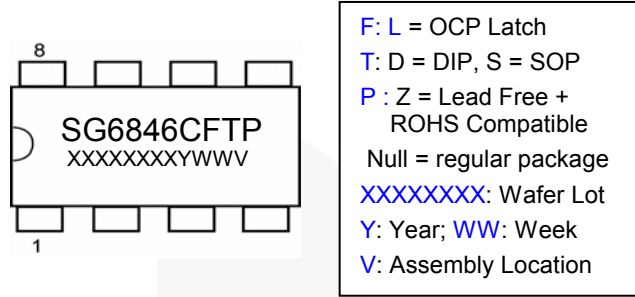 8
SG6846CFTP
XXXXXXXXYWWV
1
F: L = OCP Latch
T: D = DIP, S = SOP
P : Z = Lead Free +
ROHS Compatible
Null = regular package
XXXXXXXX: Wafer Lot
Y: Year; WW: Week
V: Assembly Location